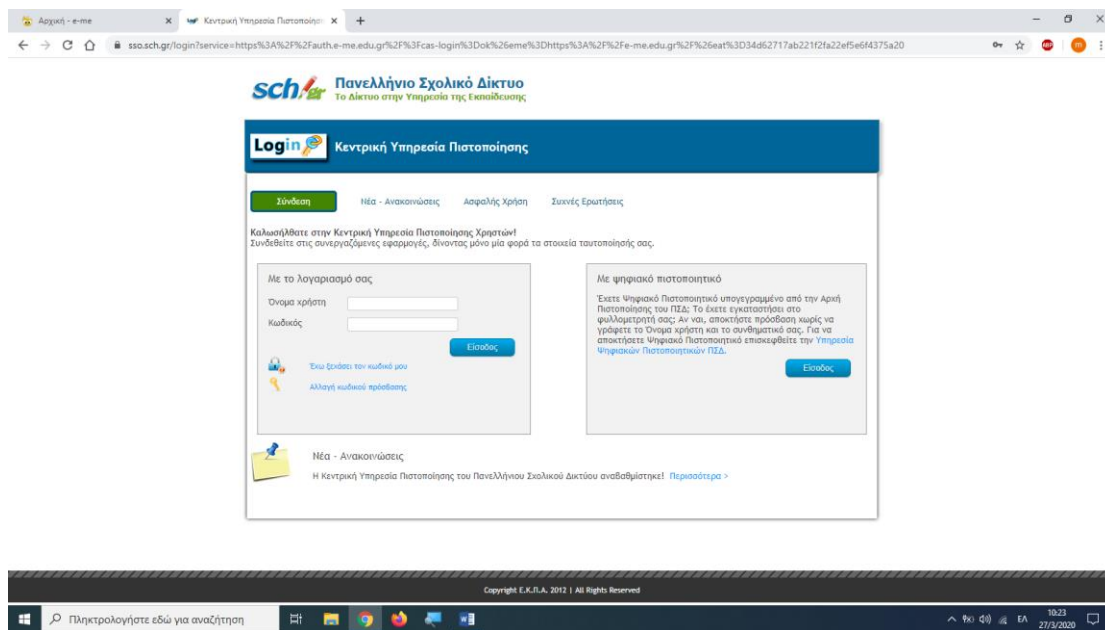 Αρχική - e-me
Κεντρική Υπηρεσία Πιστοποίησ
sso.sch.gr/login?service=https%3A%2F%2Fauth.e-me.edu.gr%2F%3Fcas-login%3Dok%26eme%3Dhttps%3A%2F%2Fe-me.edu.gr%2F%26eat%3D34d62717ab221f2fa22ef5e6f4375a20
ABP
m
sch.gr
Πανελλήνιο Σχολικό Δίκτυο
Το Δίκτυο στην Υπηρεσία της Εκπαίδευσης
Login
Κεντρική Υπηρεσία Πιστοποίησης
Σύνδεση Νέα - Ανακοινώσεις Ασφαλής Χρήση Συχνές Ερωτήσεις
Καλωσήλθατε στην Κεντρική Υπηρεσία Πιστοποίησης Χρηστών!
Συνδεθείτε στις συνεργαζόμενες εφαρμογές, δίνοντας μόνο μία φορά τα στοιχεία ταυτοποίησής σας.
Με το λογαριασμό σας
Όνομα χρήστη
Κωδικός
Είσοδος
Έχω ξεχάσει τον κωδικό μου
Αλλαγή κωδικού πρόσβασης
Με ψηφιακό πιστοποιητικό
Έχετε Ψηφιακό Πιστοποιητικό υπογεγραμμένο από την Αρχή
Πιστοποίησης του ΠΣΔ; Το έχετε εγκαταστήσει στο
φυλλομετρητή σας; Αν ναι, αποκτήστε πρόσβαση χωρίς να
γράφετε το Όνομα χρήστη και το συνθηματικό σας. Για να
αποκτήσετε Ψηφιακό Πιστοποιητικό επισκεφθείτε την Υπηρεσία
Ψηφιακών Πιστοποιητικών ΠΣΔ.
Είσοδος
Νέα - Ανακοινώσεις
Η Κεντρική Υπηρεσία Πιστοποίησης του Πανελλήνιου Σχολικού Δικτύου αναβαθμίστηκε! Περισσότερα >
Copyright Ε.Κ.Π.Α. 2012 | All Rights Reserved
Πληκτρολογήστε εδώ για αναζήτηση
ΕΛ
10:23
27/3/2020